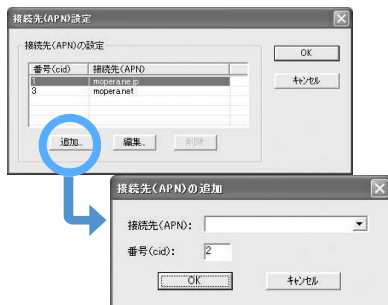 接続先(APN)設定
接続先(APN)の設定
番号(cid) 接続先(APN)
1 mopera.ne.jp
3 mopera.net
追加... 編集... 削除
OK
キャンセル
接続先(APN)の追加
接続先(APN):
番号(cid): 2
OK キャンセル